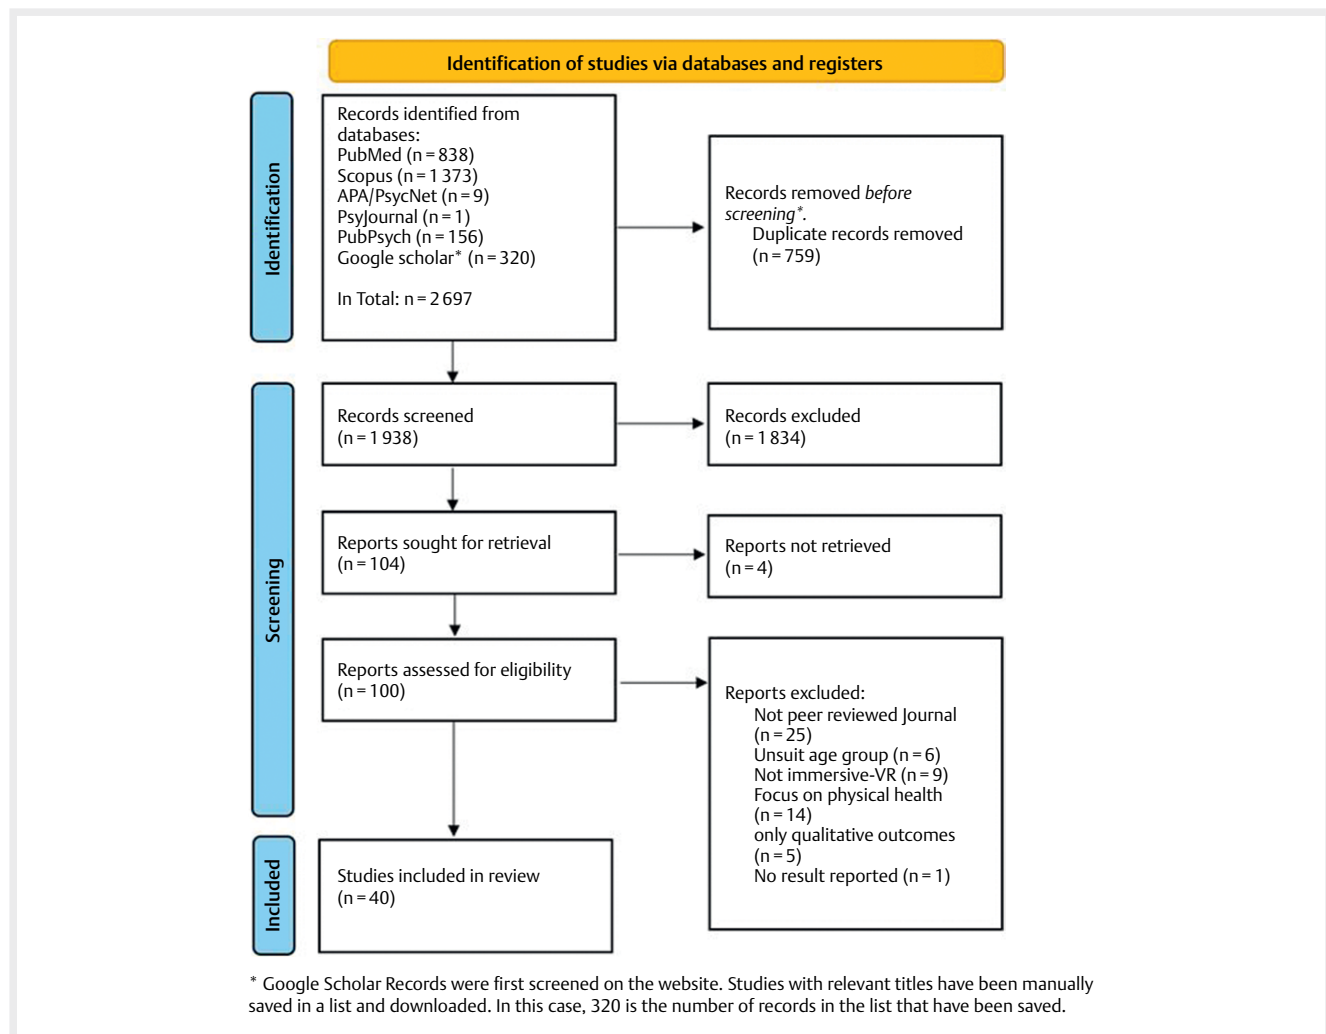 Identification of studies via databases and registers
Identification
Records identified from
databases:
PubMed (n = 838)
Scopus (n = 1 373)
APA/PsycNet (n = 9)
PsyJournal (n = 1)
PubPsych (n = 156)
Google scholar* (n = 320)
In Total: n = 2 697
Records removed before
screening*.
Duplicate records removed
(n = 759)
Screening
Records screened
(n = 1 938)
Records excluded
(n = 1 834)
Reports sought for retrieval
(n = 104)
Reports not retrieved
(n = 4)
Reports assessed for eligibility
(n = 100)
Reports excluded:
Not peer reviewed Journal
(n = 25)
Unsuit age group (n = 6)
Not immersive-VR (n = 9)
Focus on physical health
(n = 14)
only qualitative outcomes
(n = 5)
No result reported (n = 1)
Included
Studies included in review
(n = 40)
* Google Scholar Records were first screened on the website. Studies with relevant titles have been manually
saved in a list and downloaded. In this case, 320 is the number of records in the list that have been saved.